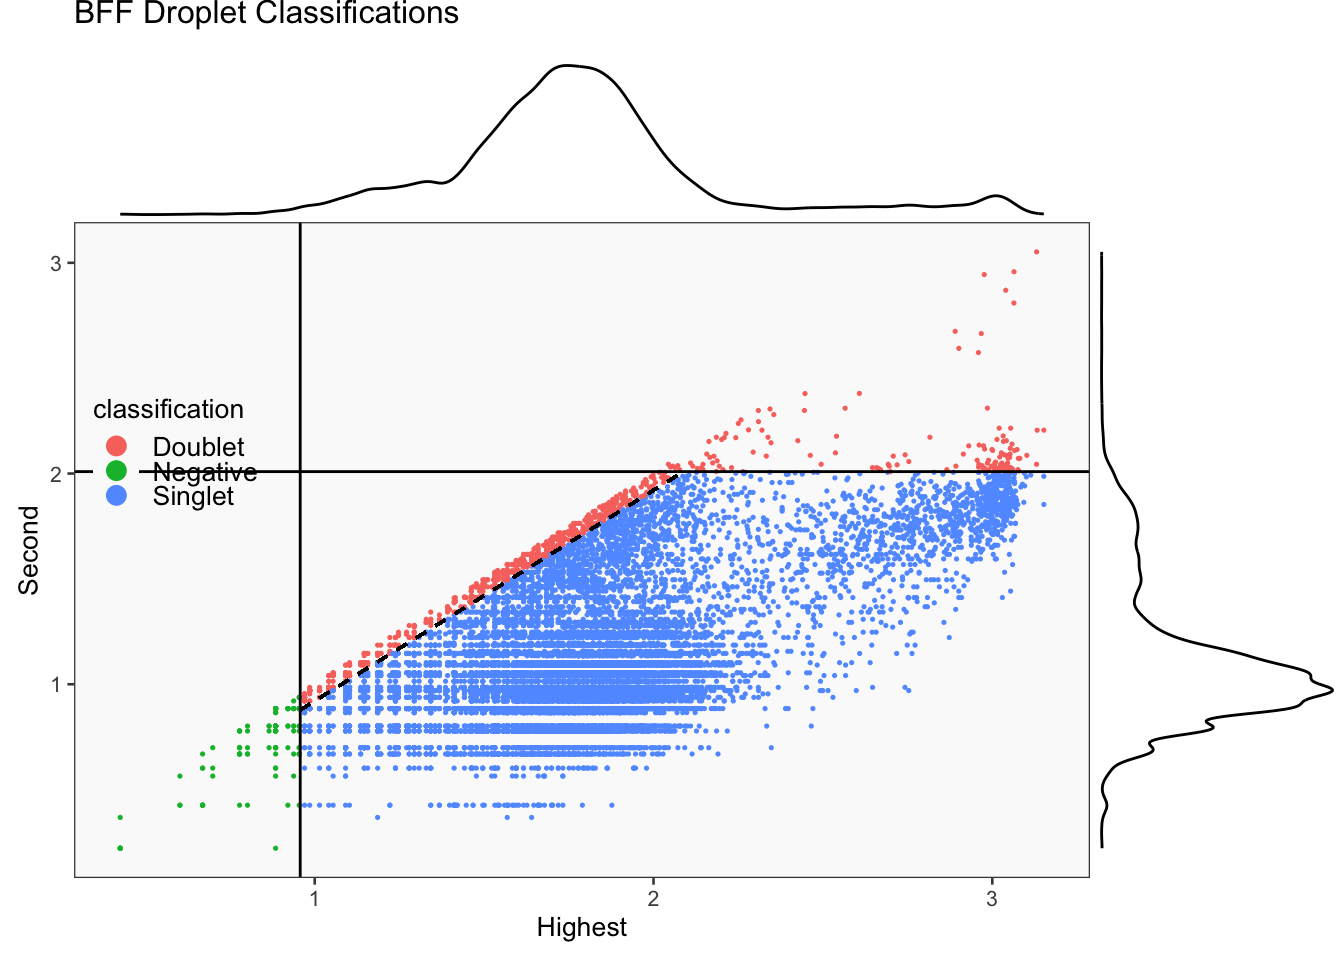 BFF Droplet Classifications
3
2
1
Second
classification
Doublet
Negative
Singlet
1 2 3
Highest